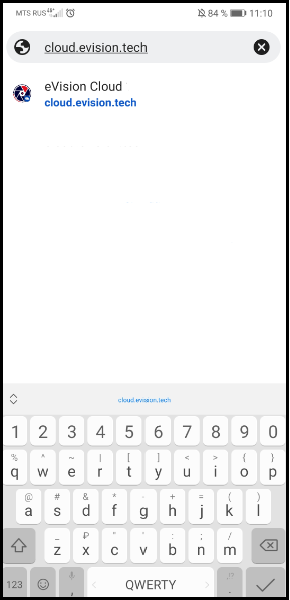 MTS RUS 84 % 11:10
cloud.evision.tech
eVision Cloud
cloud.evision.tech
cloud.evision.tech
1 2 3 4 5 6 7 8 9 0
% ^ ~ | [ ] < > { }
q w e r t y u i o p
@ # & * - + = ( )
a s d f g h j k l
_ ₽ " ' : ; /
z x c v b n m
123 , QWERTY .